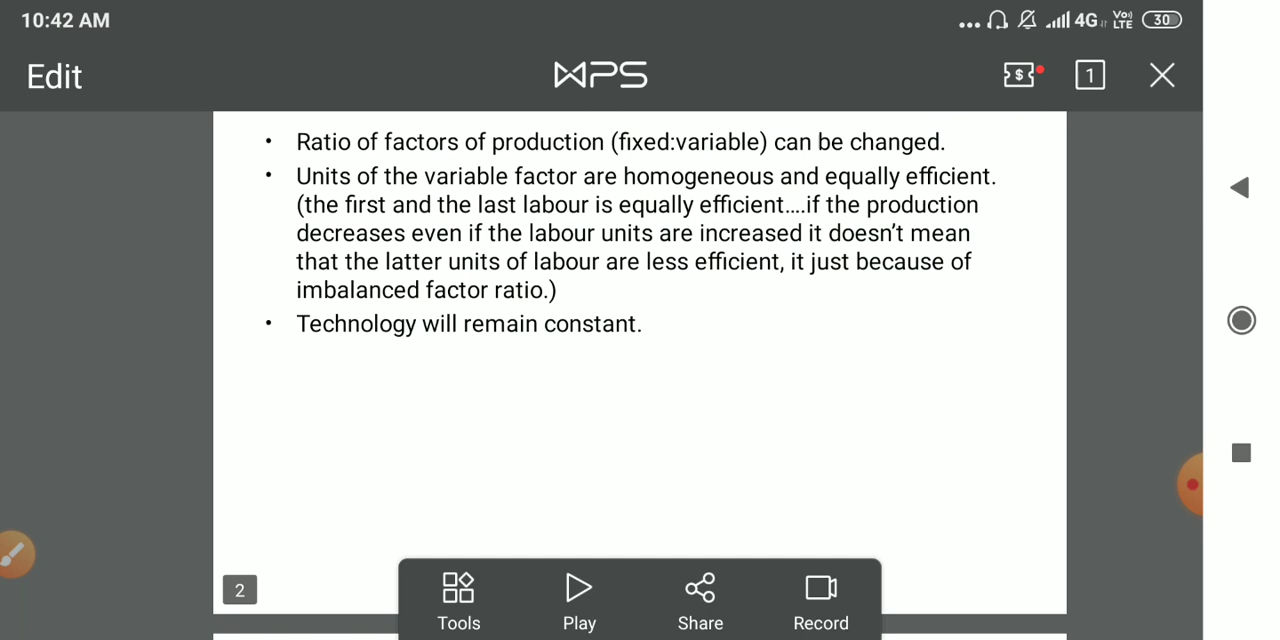 10:42 AM
4G Vo) LTE 30
Edit
WPS
$
1
• Ratio of factors of production (fixed:variable) can be changed.
• Units of the variable factor are homogeneous and equally efficient.
(the first and the last labour is equally efficient....if the production
decreases even if the labour units are increased it doesn’t mean
that the latter units of labour are less efficient, it just because of
imbalanced factor ratio.)
• Technology will remain constant.
2
Tools Play Share Record